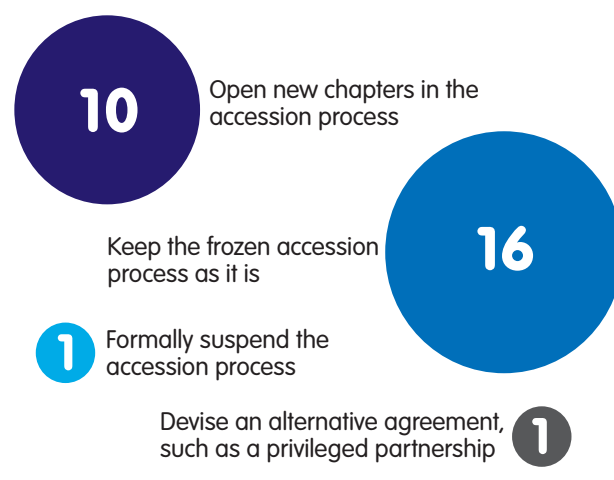 10
Open new chapters in the
accession process
Keep the frozen accession
process as it is
16
1
Formally suspend the
accession process
Devise an alternative agreement,
such as a privileged partnership
1